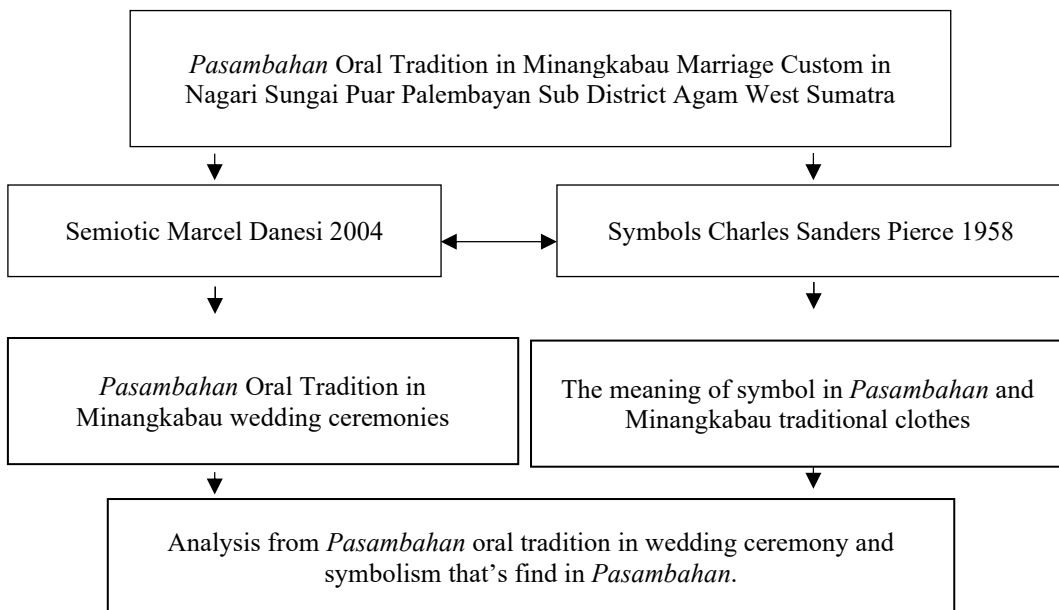 Pasambahan Oral Tradition in Minangkabau Marriage Custom in
Nagari Sungai Puar Palembayan Sub District Agam West Sumatra
Semiotic Marcel Danesi 2004
Symbols Charles Sanders Pierce 1958
Pasambahan Oral Tradition in
Minangkabau wedding ceremonies
The meaning of symbol in Pasambahan and
Minangkabau traditional clothes
Analysis from Pasambahan oral tradition in wedding ceremony and
symbolism that’s find in Pasambahan.